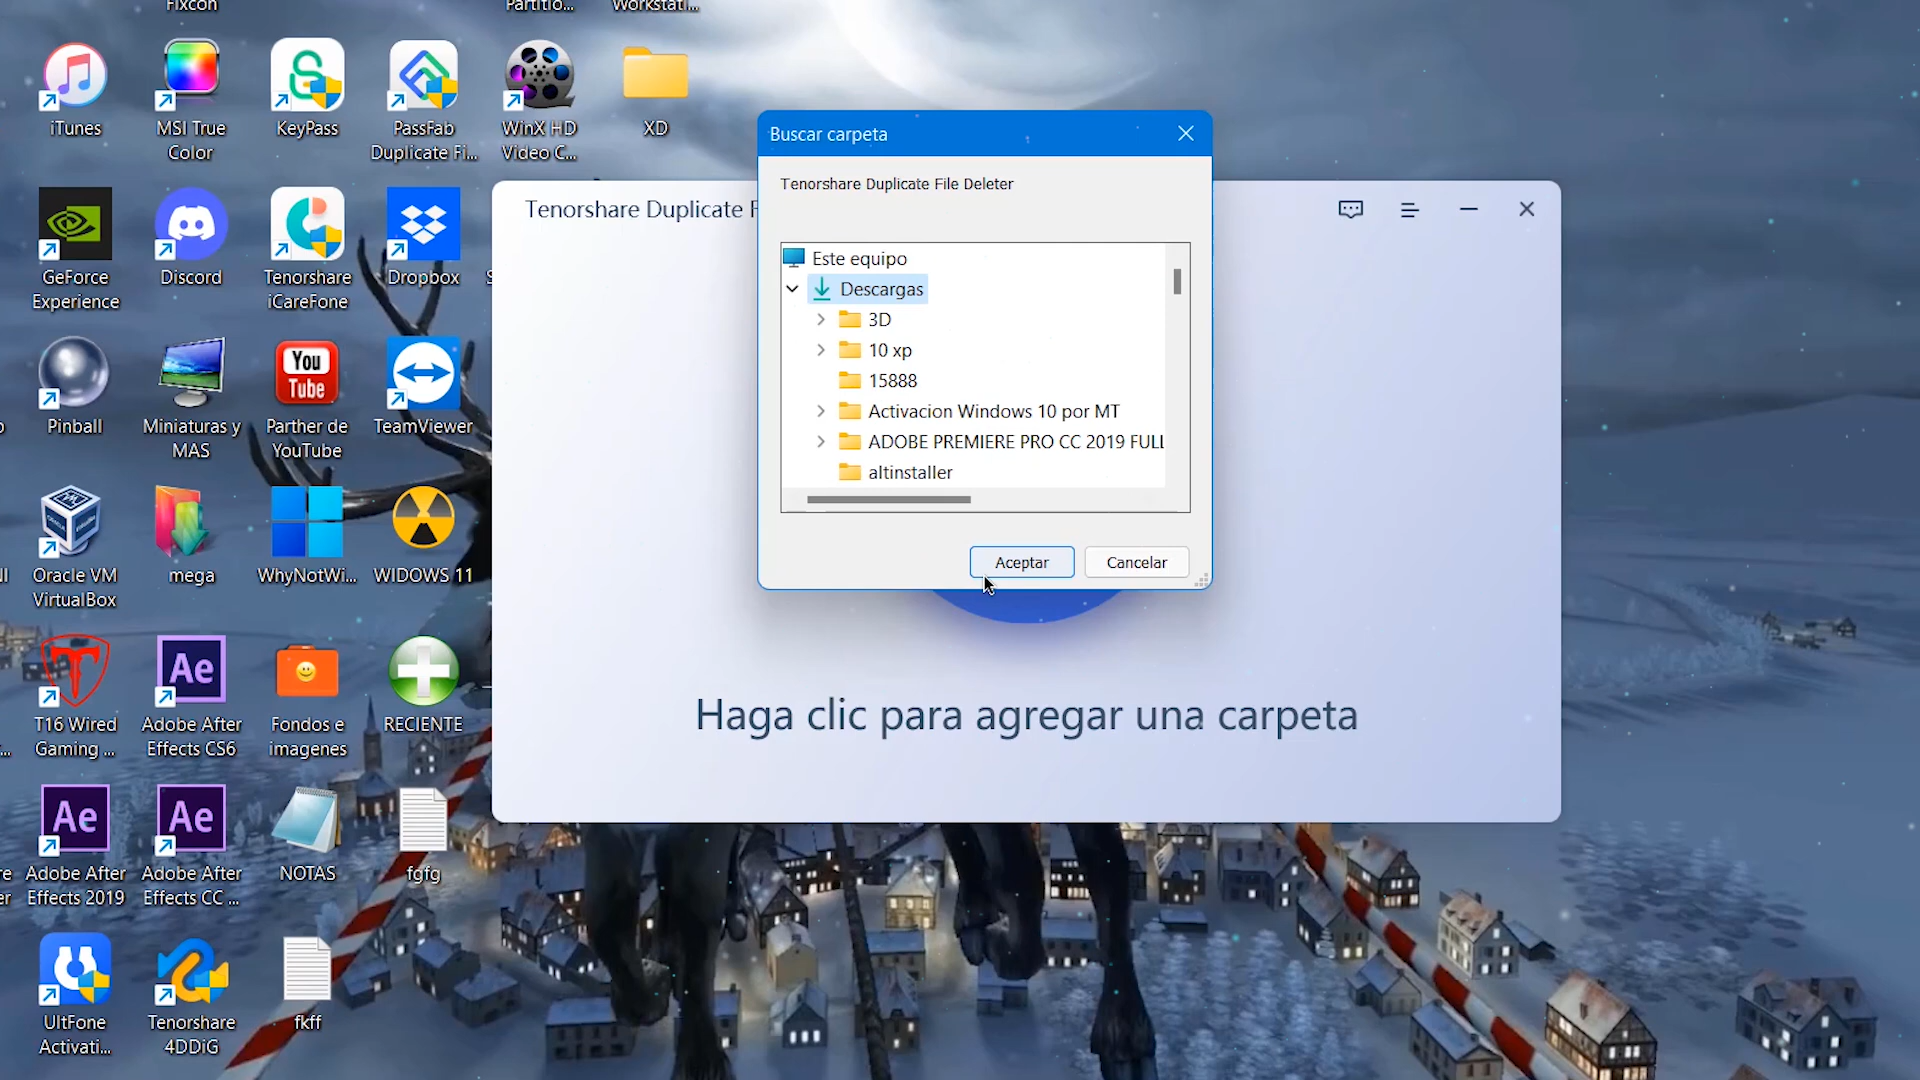 Fixcon
Partitio...
Workstati...
iTunes
MSI True
Color
KeyPass
PassFab
Duplicate Fi...
WinX HD
Video C...
XD
GeForce
Experience
Discord
Tenorshare
iCareFone
Dropbox
Pinball
Miniaturas y
MAS
You
Tube
Parther de
YouTube
TeamViewer
Oracle VM
VirtualBox
mega
WhyNotWi...
WIDOWS 11
T16 Wired
Gaming ...
Ae
Adobe After
Effects CS6
Fondos e
imagenes
RECIENTE
Ae
Adobe After
Effects 2019
Ae
Adobe After
Effects CC ...
NOTAS
fgfg
UltFone
Activati...
Tenorshare
4DDiG
fkff
Buscar carpeta
Tenorshare Duplicate File Deleter
Este equipo
Descargas
3D
10 xp
15888
Activacion Windows 10 por MT
ADOBE PREMIERE PRO CC 2019 FULL
altinstaller
Aceptar
Cancelar
Tenorshare Duplicate F
Haga clic para agregar una carpeta